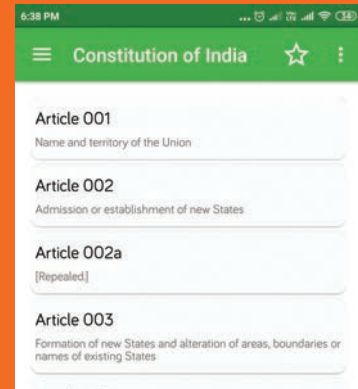 6:38 PM
Constitution of India
Article 001
Name and territory of the Union
Article 002
Admission or establishment of new States
Article 002a
[Repealed]
Article 003
Formation of new States and alteration of areas, boundaries or
names of existing States